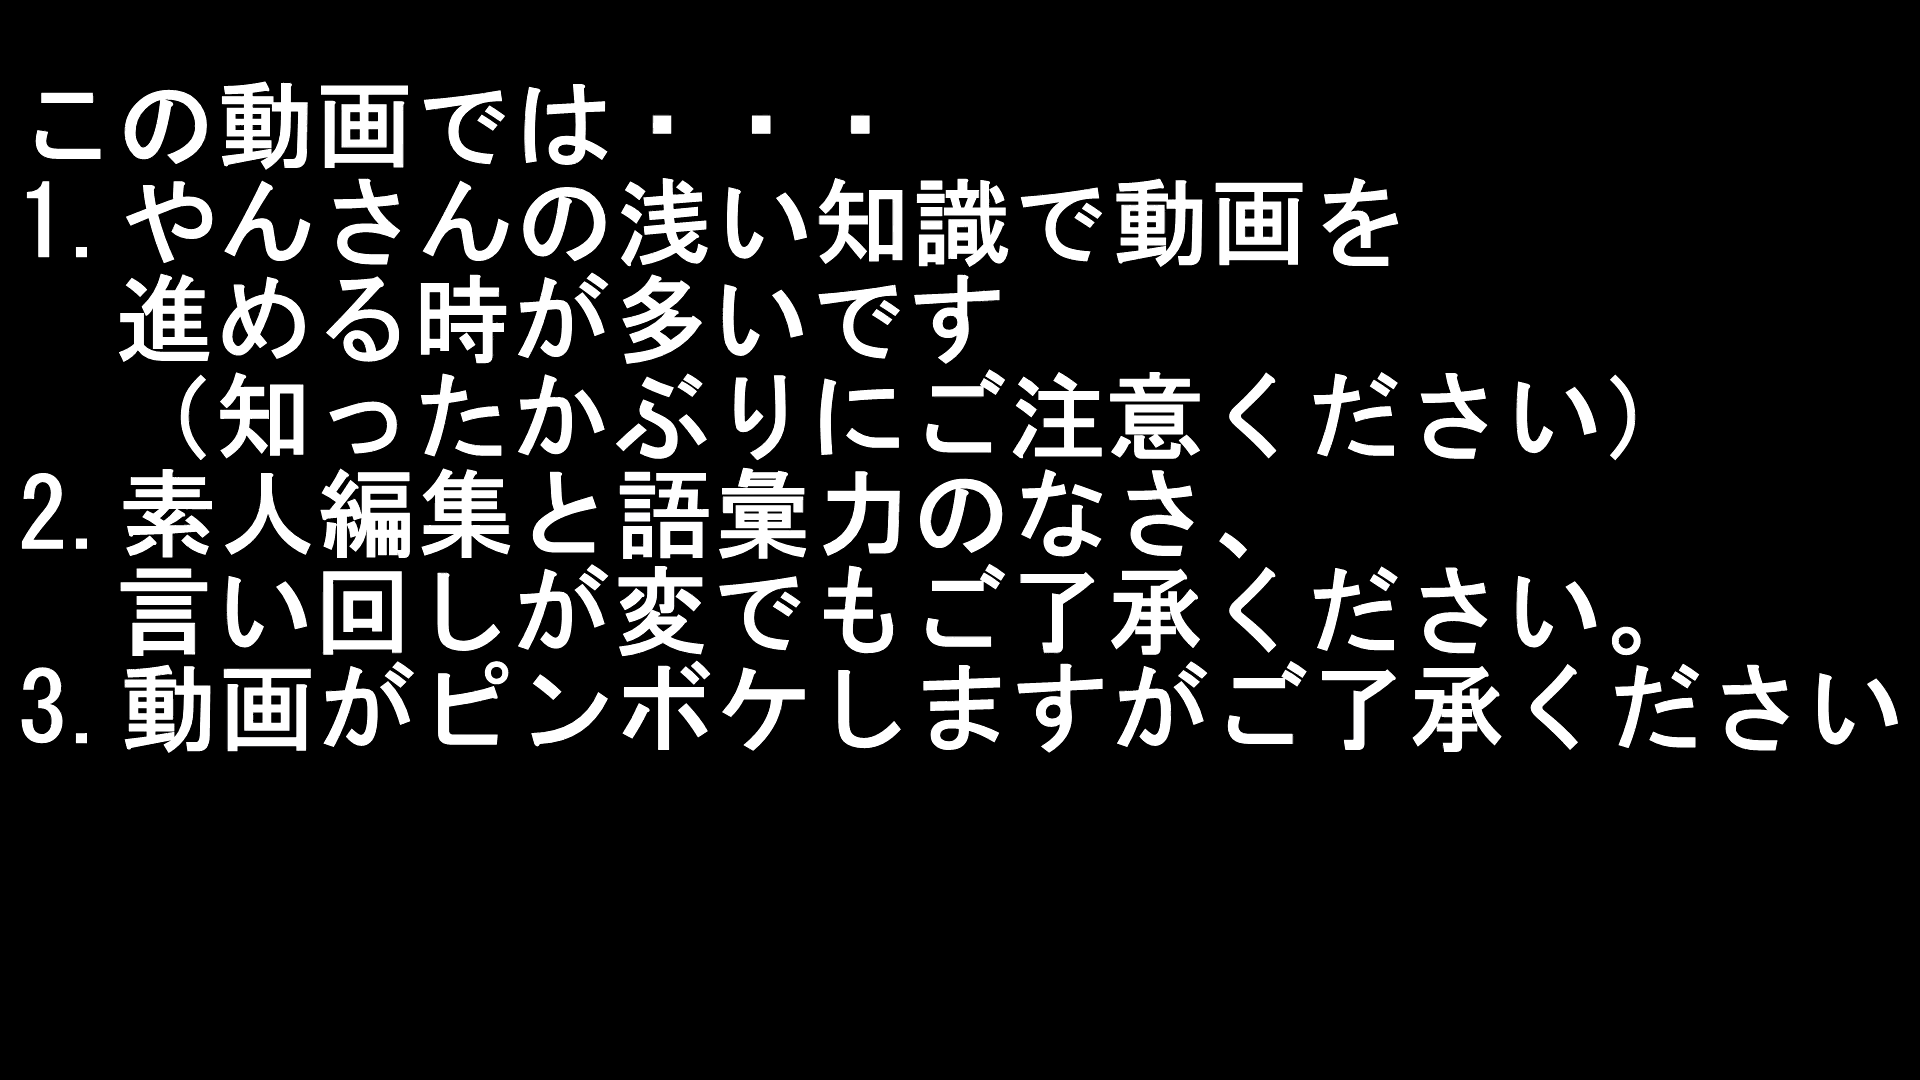 この動画では・・・
1.やんさんの浅い知識で動画を
進める時が多いです
（知ったかぶりにご注意ください）
2.素人編集と語彙力のなさ、
言い回しが変でもご了承ください。
3.動画がピンボケしますがご了承ください